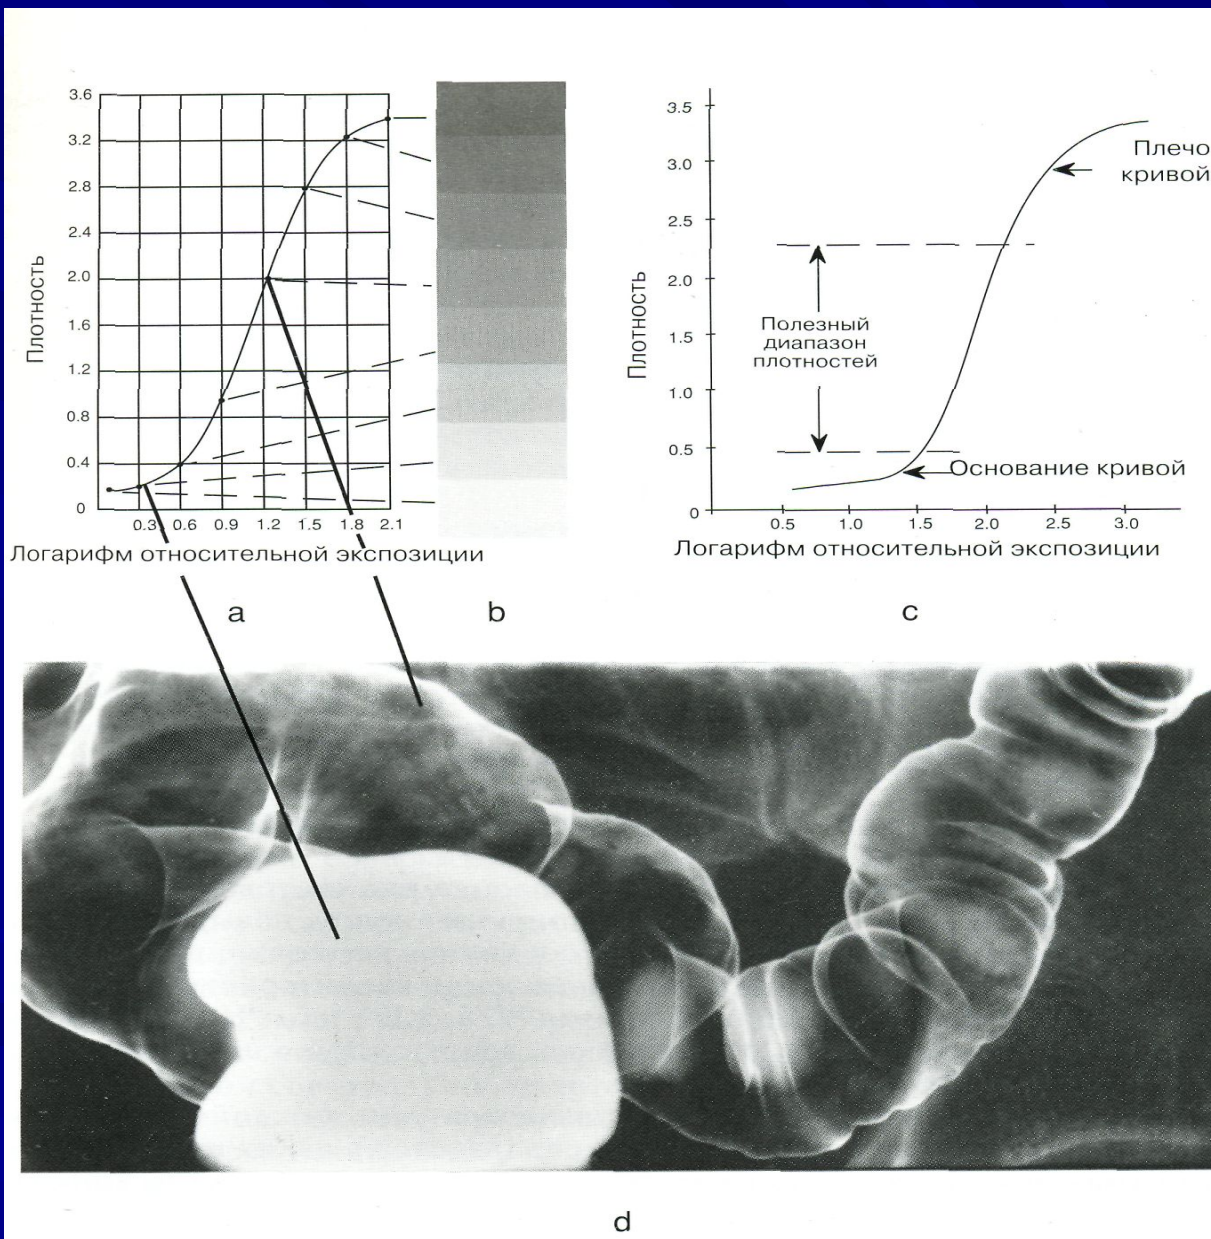 3.6
3.2
2.8
2.4
2.0
1.6
1.2
0.8
0.4
0
Плотность
0.3 0.6 0.9 1.2 1.5 1.8 2.1
Логарифм относительной экспозиции
a
b
3.5
3.0
2.5
2.0
1.5
1.0
0.5
0
Плотность
Плечо
кривой
Полезный
диапазон
плотностей
Основание кривой
0.5 1.0 1.5 2.0 2.5 3.0
Логарифм относительной экспозиции
c
d